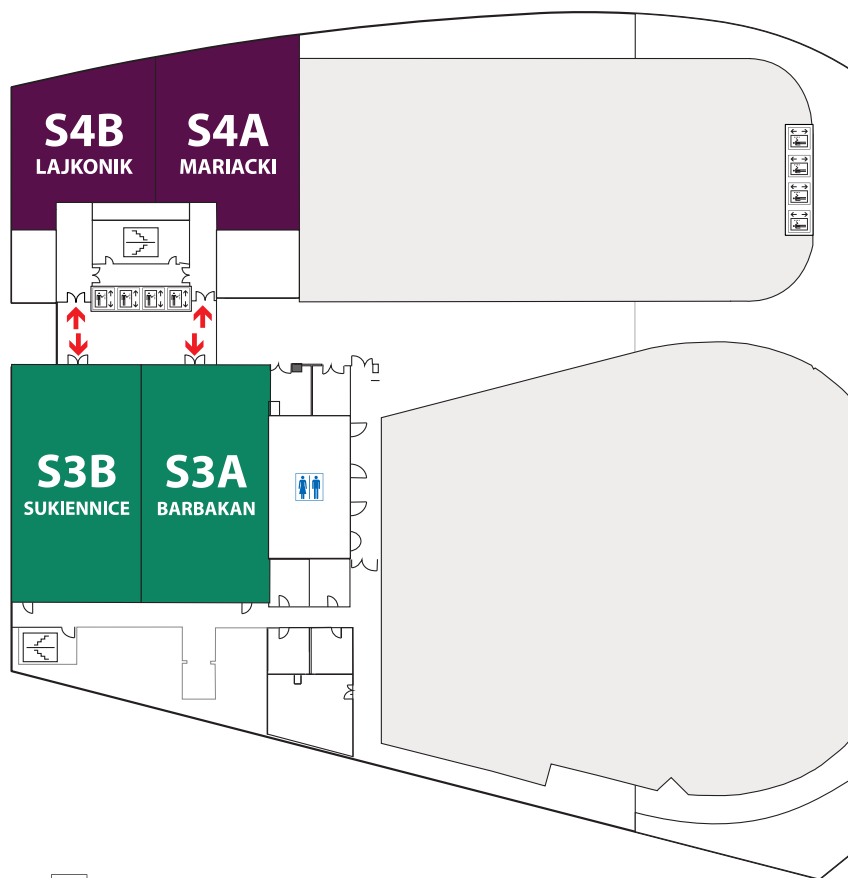 S4B
LAJKONIK
S4A
MARIACKI
S3B
SUKIENNICE
S3A
BARBAKAN